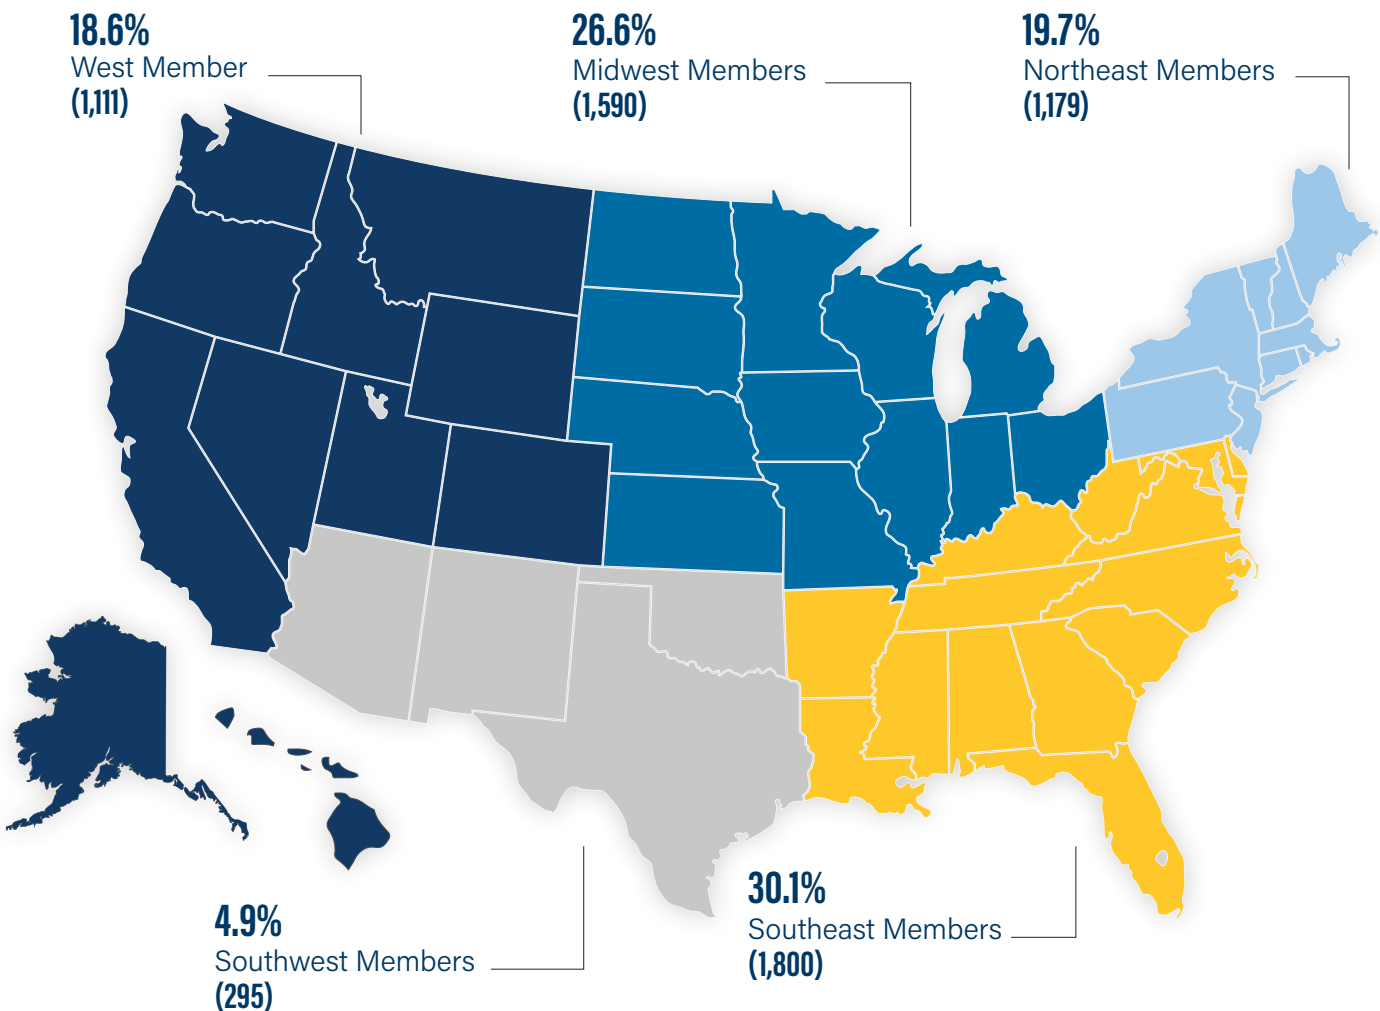 18.6%
West Member
(1,111)
26.6%
Midwest Members
(1,590)
19.7%
Northeast Members
(1,179)
4.9%
Southwest Members
(295)
30.1%
Southeast Members
(1,800)